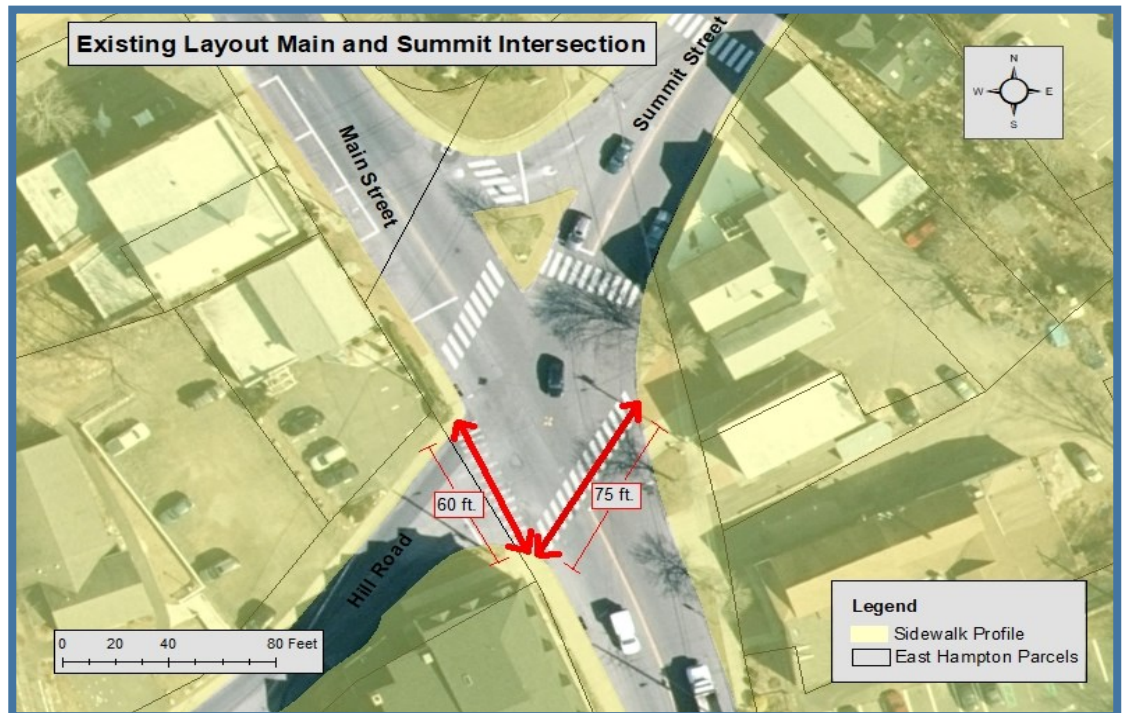 Existing Layout Main and Summit Intersection
N
W E
S
Summit Street
Main Street
60 ft.
75 ft.
Hill Road
0 20 40 80 Feet
Legend
Sidewalk Profile
East Hampton Parcels